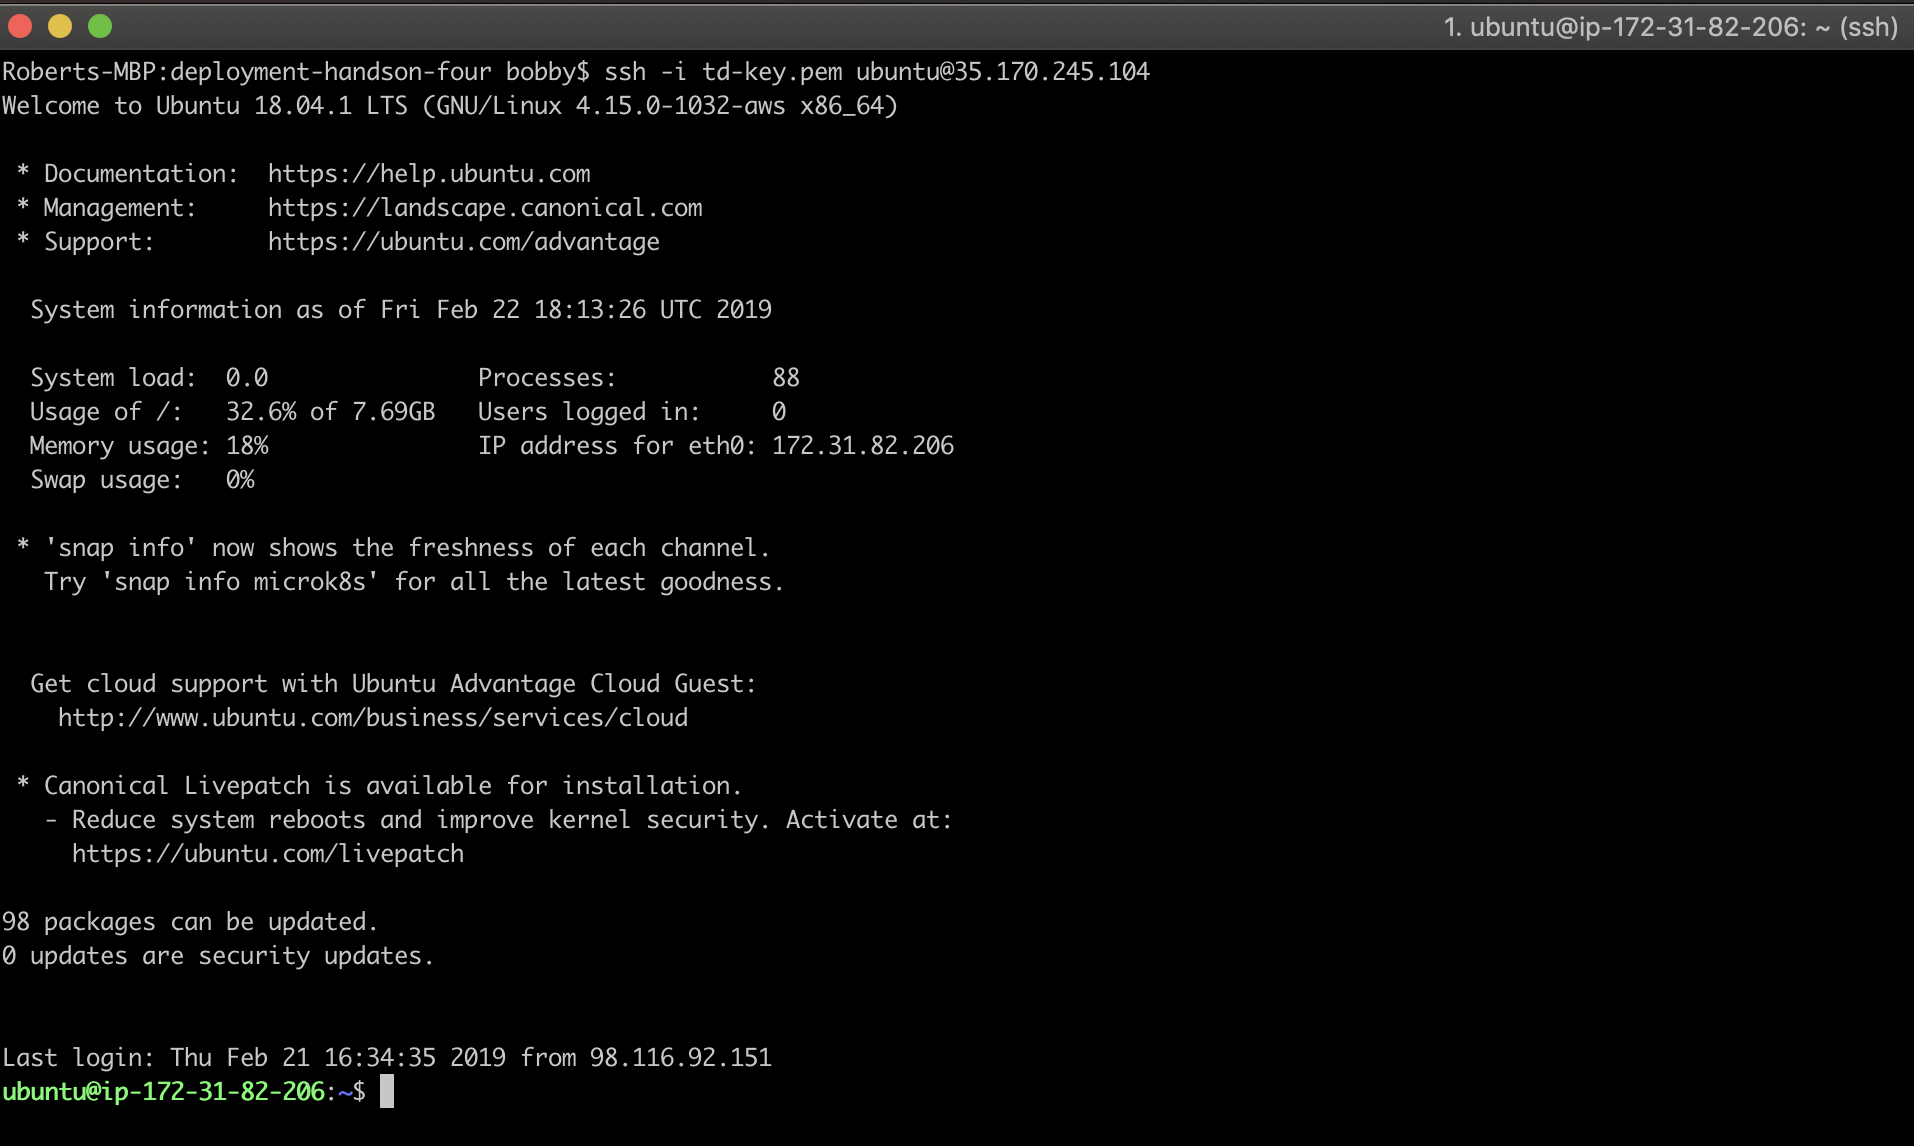 1. ubuntu@ip-172-31-82-206: ~ (ssh)
Roberts-MBP:deployment-handson-four bobby$ ssh -i td-key.pem ubuntu@35.170.245.104
Welcome to Ubuntu 18.04.1 LTS (GNU/Linux 4.15.0-1032-aws x86_64)

 * Documentation:  https://help.ubuntu.com
 * Management:     https://landscape.canonical.com
 * Support:        https://ubuntu.com/advantage

  System information as of Fri Feb 22 18:13:26 UTC 2019

  System load:  0.0               Processes:           88
  Usage of /:   32.6% of 7.69GB   Users logged in:     0
  Memory usage: 18%               IP address for eth0: 172.31.82.206
  Swap usage:   0%

 * 'snap info' now shows the freshness of each channel.
   Try 'snap info microk8s' for all the latest goodness.

  Get cloud support with Ubuntu Advantage Cloud Guest:
    http://www.ubuntu.com/business/services/cloud

 * Canonical Livepatch is available for installation.
   - Reduce system reboots and improve kernel security. Activate at:
     https://ubuntu.com/livepatch

98 packages can be updated.
0 updates are security updates.

Last login: Thu Feb 21 16:34:35 2019 from 98.116.92.151
ubuntu@ip-172-31-82-206:~$